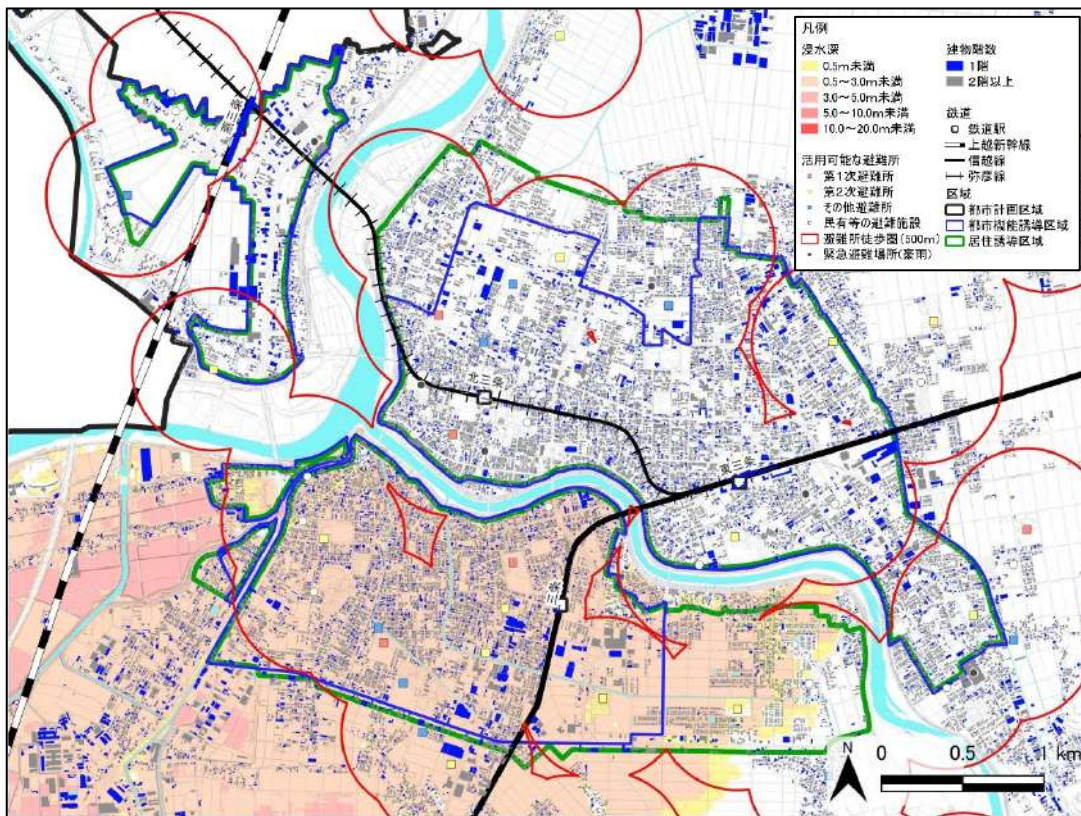 凡例
浸水深
0.5m未満
0.5～3.0m未満
3.0～5.0m未満
5.0～10.0m未満
10.0～20.0m未満
活用可能な避難所
第1次避難所
第2次避難所
その他避難所
民有等の避難施設
避難所徒歩圏(500m)
緊急避難場所(豪雨)
建物階数
1階
2階以上
鉄道
鉄道駅
上越新幹線
信越線
弥彦線
区域
都市計画区域
都市機能誘導区域
居住誘導区域
燕三条
北三条
東三条
三条
N
0 0.5 1 km